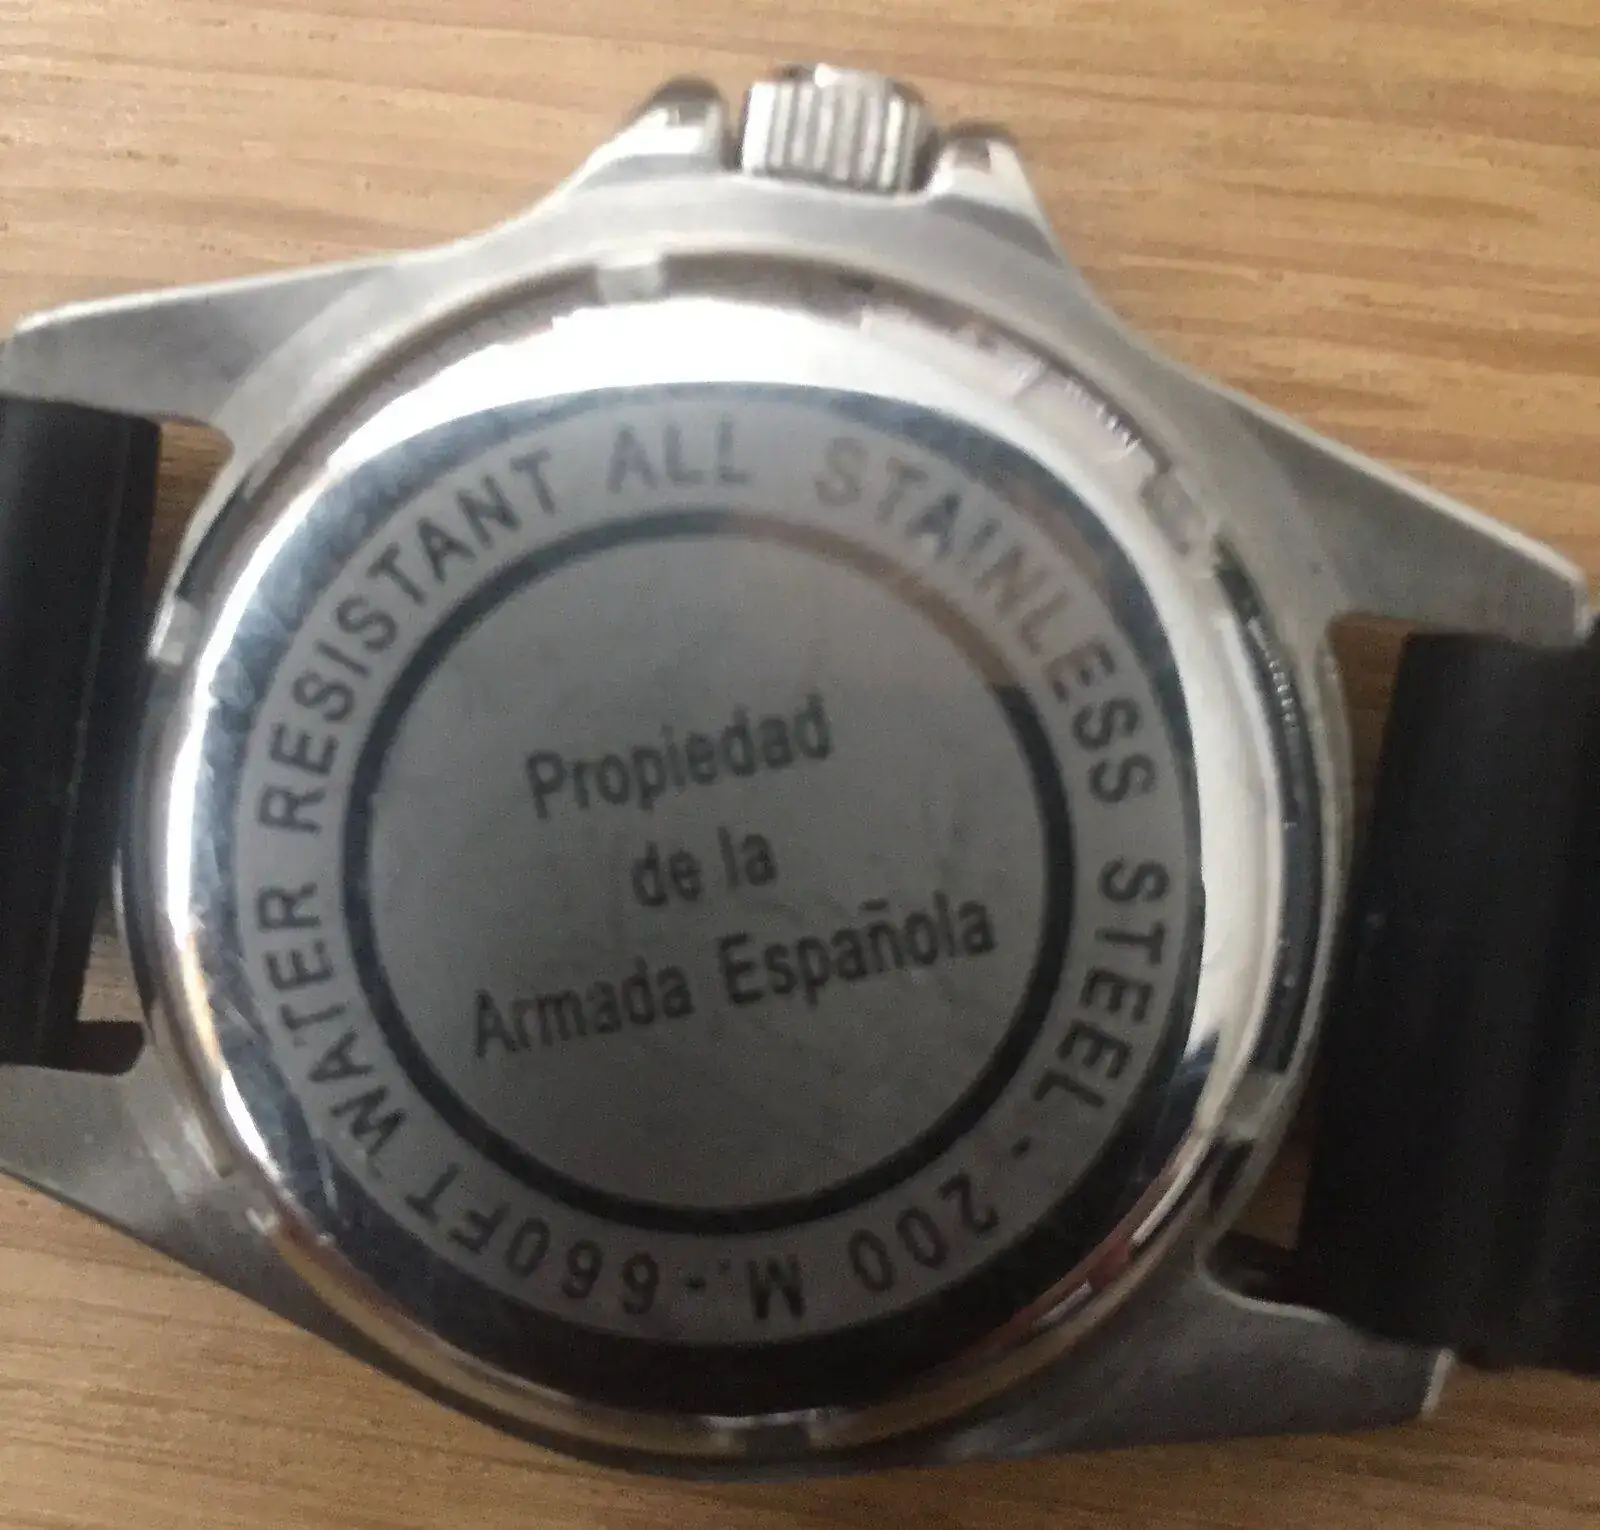 Propiedad
de la
Armada Española
WATER RESISTANT ALL STAINLESS STEEL - 200 M.-660FT